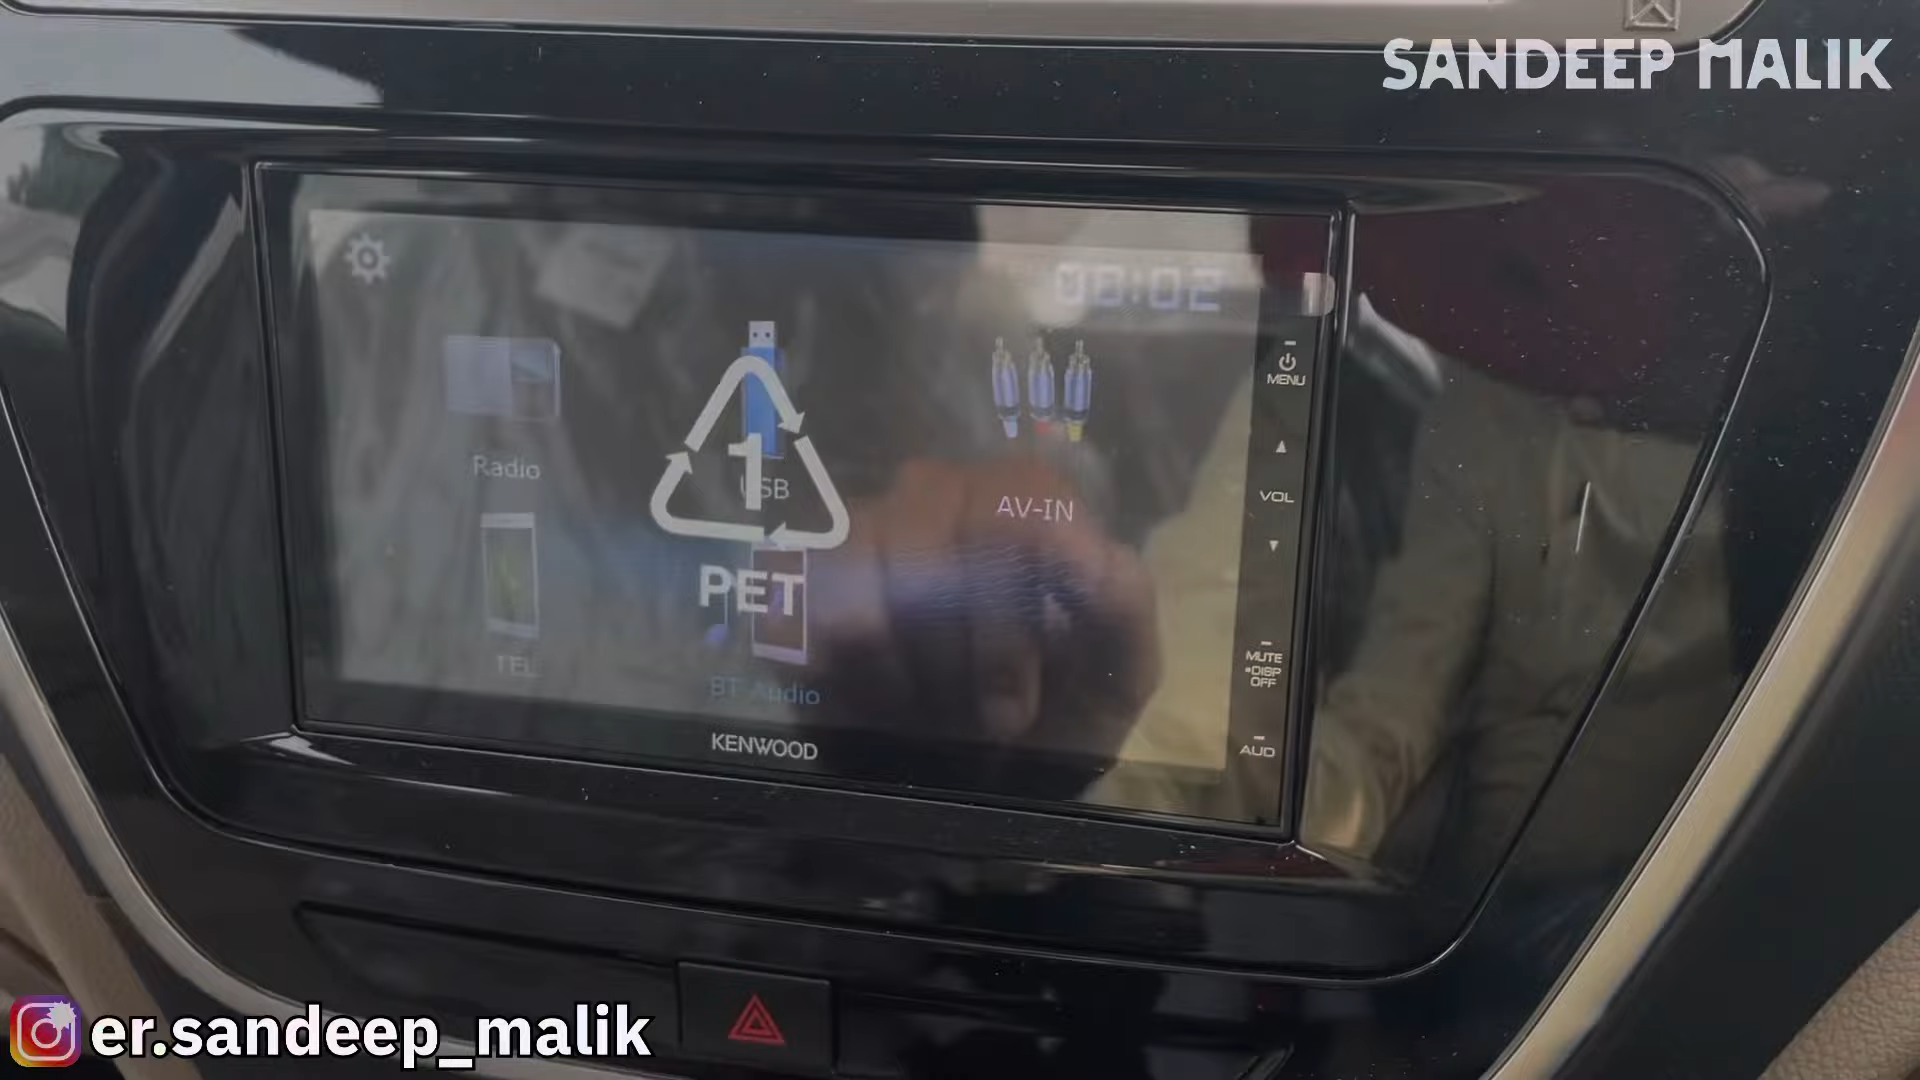 SANDEEP MALIK
00:02
MENU
Radio
1
USB
AV-IN
VOL
PET
TEL
BT Audio
MUTE
•DISP
OFF
KENWOOD
AUD
er.sandeep_malik